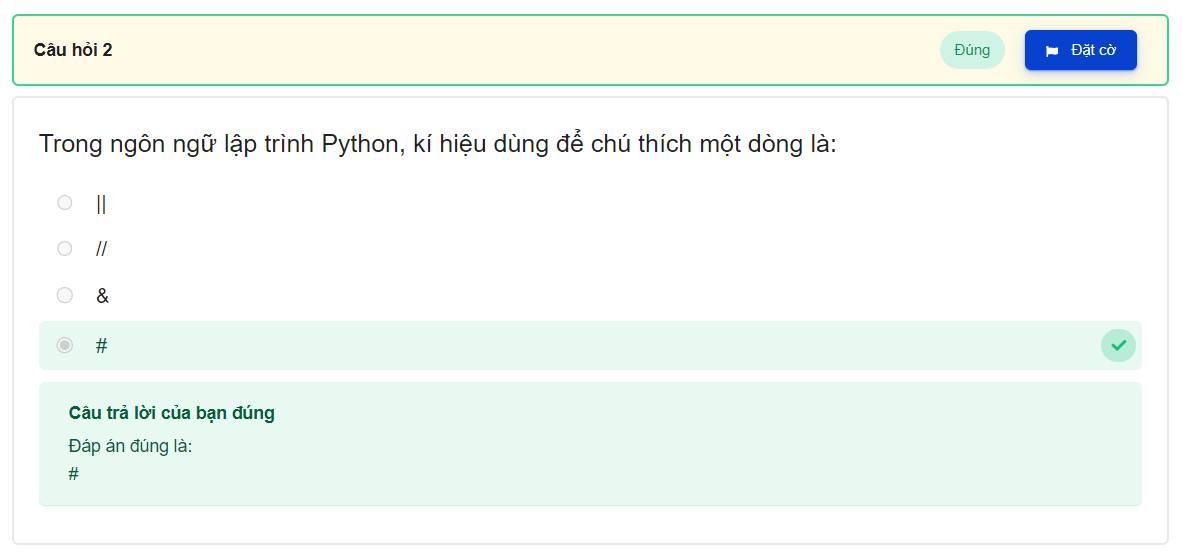 Câu hỏi 2
Đúng
Đặt cờ
Trong ngôn ngữ lập trình Python, kí hiệu dùng để chú thích một dòng là:
||
//
&
#
Câu trả lời của bạn đúng
Đáp án đúng là:
#